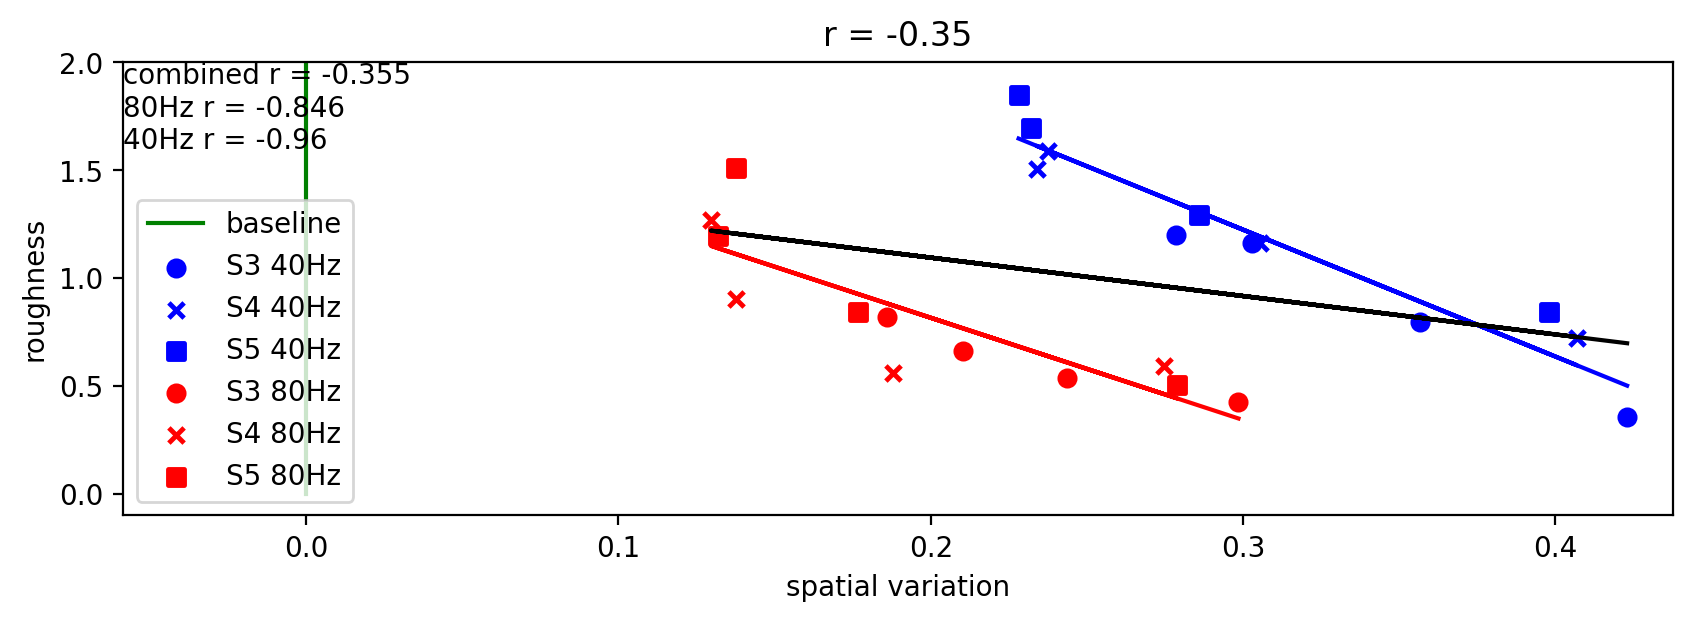 r = -0.35
combined r = -0.355
80Hz r = -0.846
40Hz r = -0.96
2.0
1.5
1.0
0.5
0.0
roughness
baseline
S3 40Hz
S4 40Hz
S5 40Hz
S3 80Hz
S4 80Hz
S5 80Hz
0.0 0.1 0.2 0.3 0.4
spatial variation